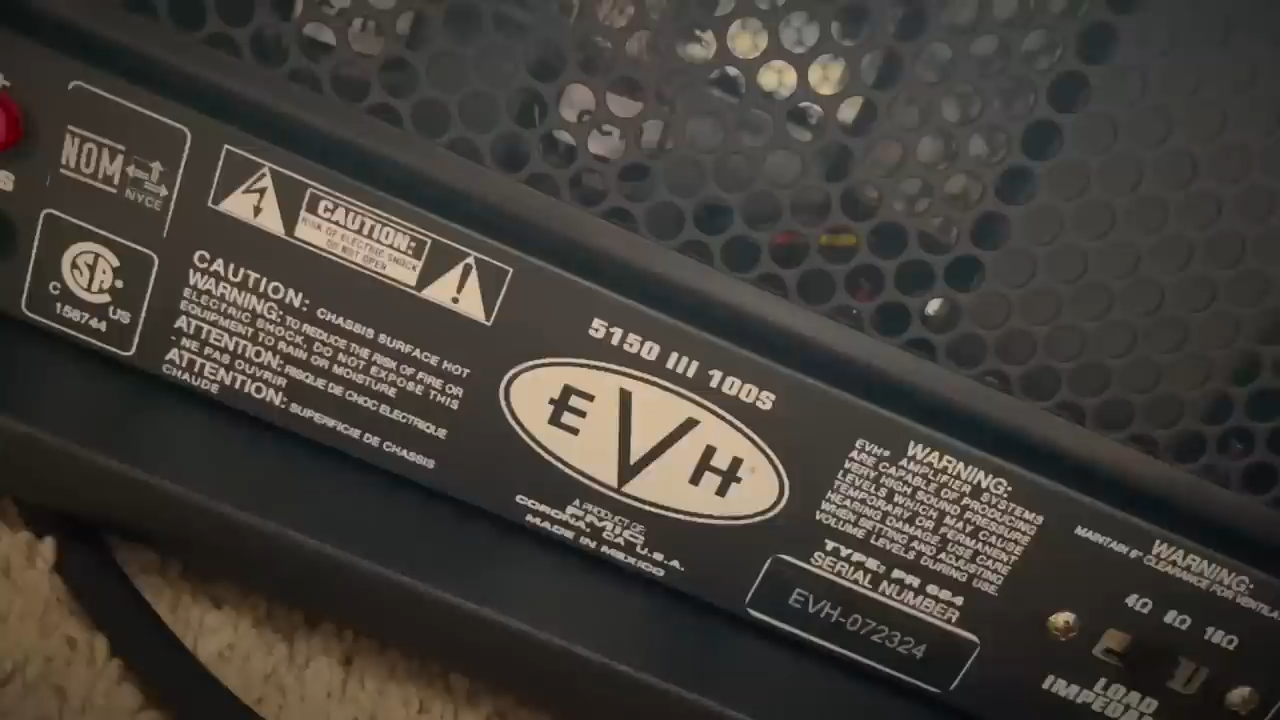 NOM
NYCE
SA
C US
158744
CAUTION:
RISK OF ELECTRIC SHOCK
DO NOT OPEN
CAUTION: CHASSIS SURFACE HOT
WARNING: TO REDUCE THE RISK OF FIRE OR
ELECTRIC SHOCK, DO NOT EXPOSE THIS
EQUIPMENT TO RAIN OR MOISTURE
ATTENTION: RISQUE DE CHOC ELECTRIQUE
- NE PAS OUVRIR
ATTENTION: SUPERFICIE DE CHASSIS
CHAUDE
5150 III 100S
EVH
A PRODUCT OF
FMIC
CORONA, CA U.S.A.
MADE IN MEXICO
WARNING:
EVH® AMPLIFIER SYSTEMS
ARE CAPABLE OF PRODUCING
VERY HIGH SOUND PRESSURE
LEVELS WHICH MAY CAUSE
TEMPORARY OR PERMANENT
HEARING DAMAGE. USE CARE
WHEN SETTING AND ADJUSTING
VOLUME LEVELS DURING USE.
TYPE: PR 694
SERIAL NUMBER
EVH-072324
WARNING:
MAINTAIN 6" CLEARANCE FOR
4Ω 8Ω 16Ω
LOAD